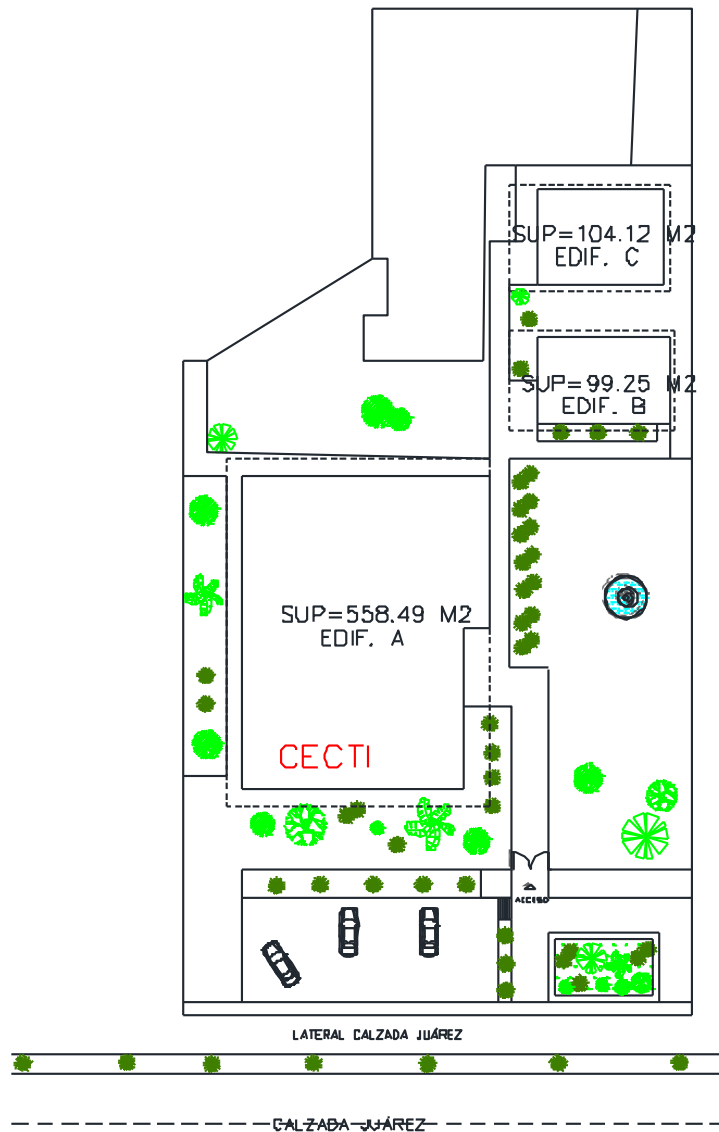 SUP=104.12 M2
EDIF. C
SUP=99.25 M2
EDIF. B
SUP=558.49 M2
EDIF. A
CECTI
ACCESO
LATERAL CALZADA JUÁREZ
CALZADA JUÁREZ